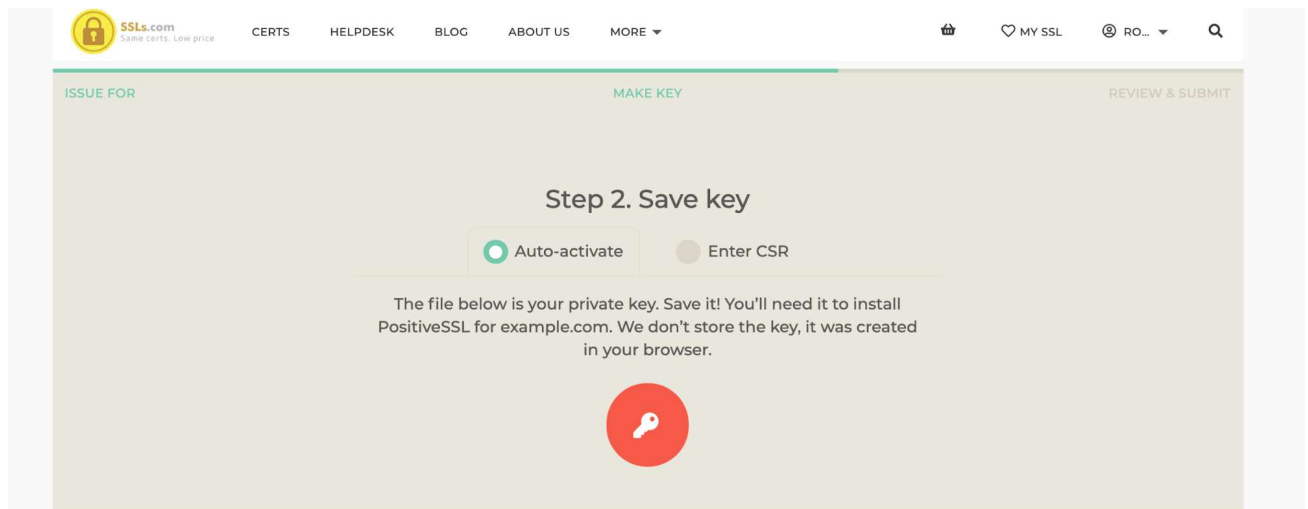 SSLs.com
Same certs. Low price
CERTS HELPDESK BLOG ABOUT US MORE MY SSL RO...
ISSUE FOR MAKE KEY REVIEW & SUBMIT
Step 2. Save key
Auto-activate Enter CSR
The file below is your private key. Save it! You’ll need it to install
PositiveSSL for example.com. We don’t store the key, it was created
in your browser.